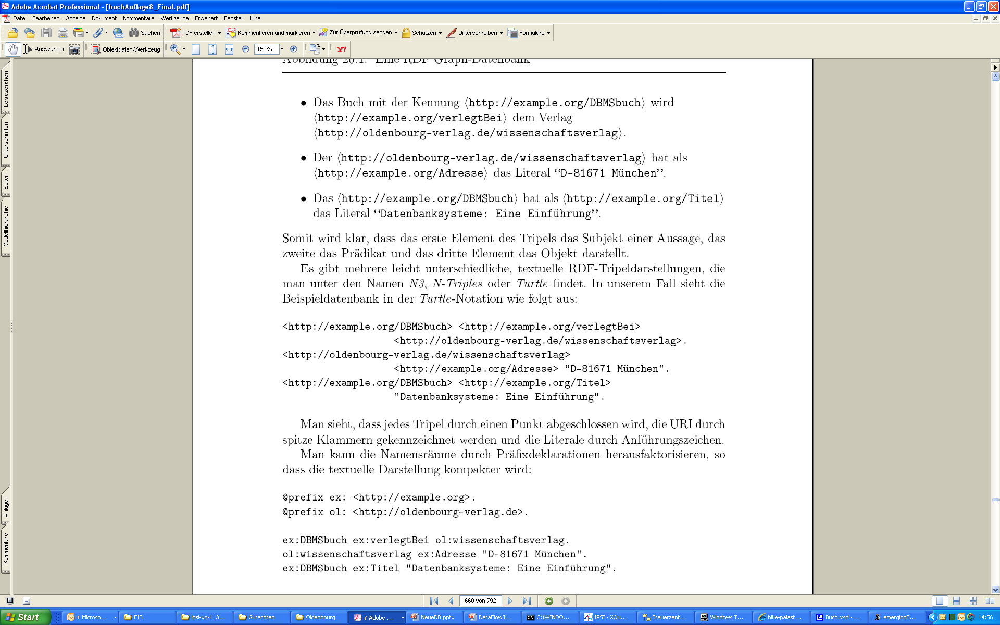 Adobe Acrobat Professional - [buchAuflage8_Final.pdf]
Datei Bearbeiten Anzeige Dokument Kommentare Werkzeuge Erweitert Fenster Hilfe
Suchen PDF erstellen Kommentieren und markieren Zur Überprüfung senden Schützen Unterschreiben Formulare
Auswählen Objektdaten-Werkzeug 150% Y!
Lesezeichen
Unterschriften
Seiten
Modellhierarchie
Anlagen
Kommentare
Abbildung 20.1: Eine RDF Graph-Datenbank
• Das Buch mit der Kennung ⟨http://example.org/DBMSbuch⟩ wird
⟨http://example.org/verlegtBei⟩ dem Verlag
⟨http://oldenbourg-verlag.de/wissenschaftsverlag⟩.
• Der ⟨http://oldenbourg-verlag.de/wissenschaftsverlag⟩ hat als
⟨http://example.org/Adresse⟩ das Literal “D-81671 München”.
• Das ⟨http://example.org/DBMSbuch⟩ hat als ⟨http://example.org/Titel⟩
das Literal “Datenbanksysteme: Eine Einführung”.
Somit wird klar, dass das erste Element des Tripels das Subjekt einer Aussage, das
zweite das Prädikat und das dritte Element das Objekt darstellt.
Es gibt mehrere leicht unterschiedliche, textuelle RDF-Tripeldarstellungen, die
man unter den Namen N3, N-Triples oder Turtle findet. In unserem Fall sieht die
Beispieldatenbank in der Turtle-Notation wie folgt aus:
<http://example.org/DBMSbuch> <http://example.org/verlegtBei>
<http://oldenbourg-verlag.de/wissenschaftsverlag>.
<http://oldenbourg-verlag.de/wissenschaftsverlag>
<http://example.org/Adresse> "D-81671 München".
<http://example.org/DBMSbuch> <http://example.org/Titel>
"Datenbanksysteme: Eine Einführung".
Man sieht, dass jedes Tripel durch einen Punkt abgeschlossen wird, die URI durch
spitze Klammern gekennzeichnet werden und die Literale durch Anführungszeichen.
Man kann die Namensräume durch Präfixdeklarationen herausfaktorisieren, so
dass die textuelle Darstellung kompakter wird:
@prefix ex: <http://example.org>.
@prefix ol: <http://oldenbourg-verlag.de>.
ex:DBMSbuch ex:verlegtBei ol:wissenschaftsverlag.
ol:wissenschaftsverlag ex:Adresse "D-81671 München".
ex:DBMSbuch ex:Titel "Datenbanksysteme: Eine Einführung".
660 von 792
Start 4 Microso... EIS ipsi-xq-1_3... Gutachten Oldenbourg 7 Adobe ... NeueDB.pptx DataFlowJ... C:\WINDO... IPSI - XQu... Steuerzent... Windows T... bike-palast... Buch.vsd - ... emergingB... 14:56